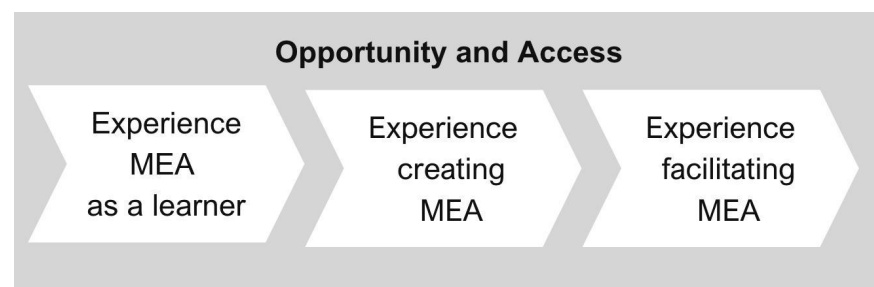 Opportunity and Access
Experience
MEA
as a learner
Experience
creating
MEA
Experience
facilitating
MEA